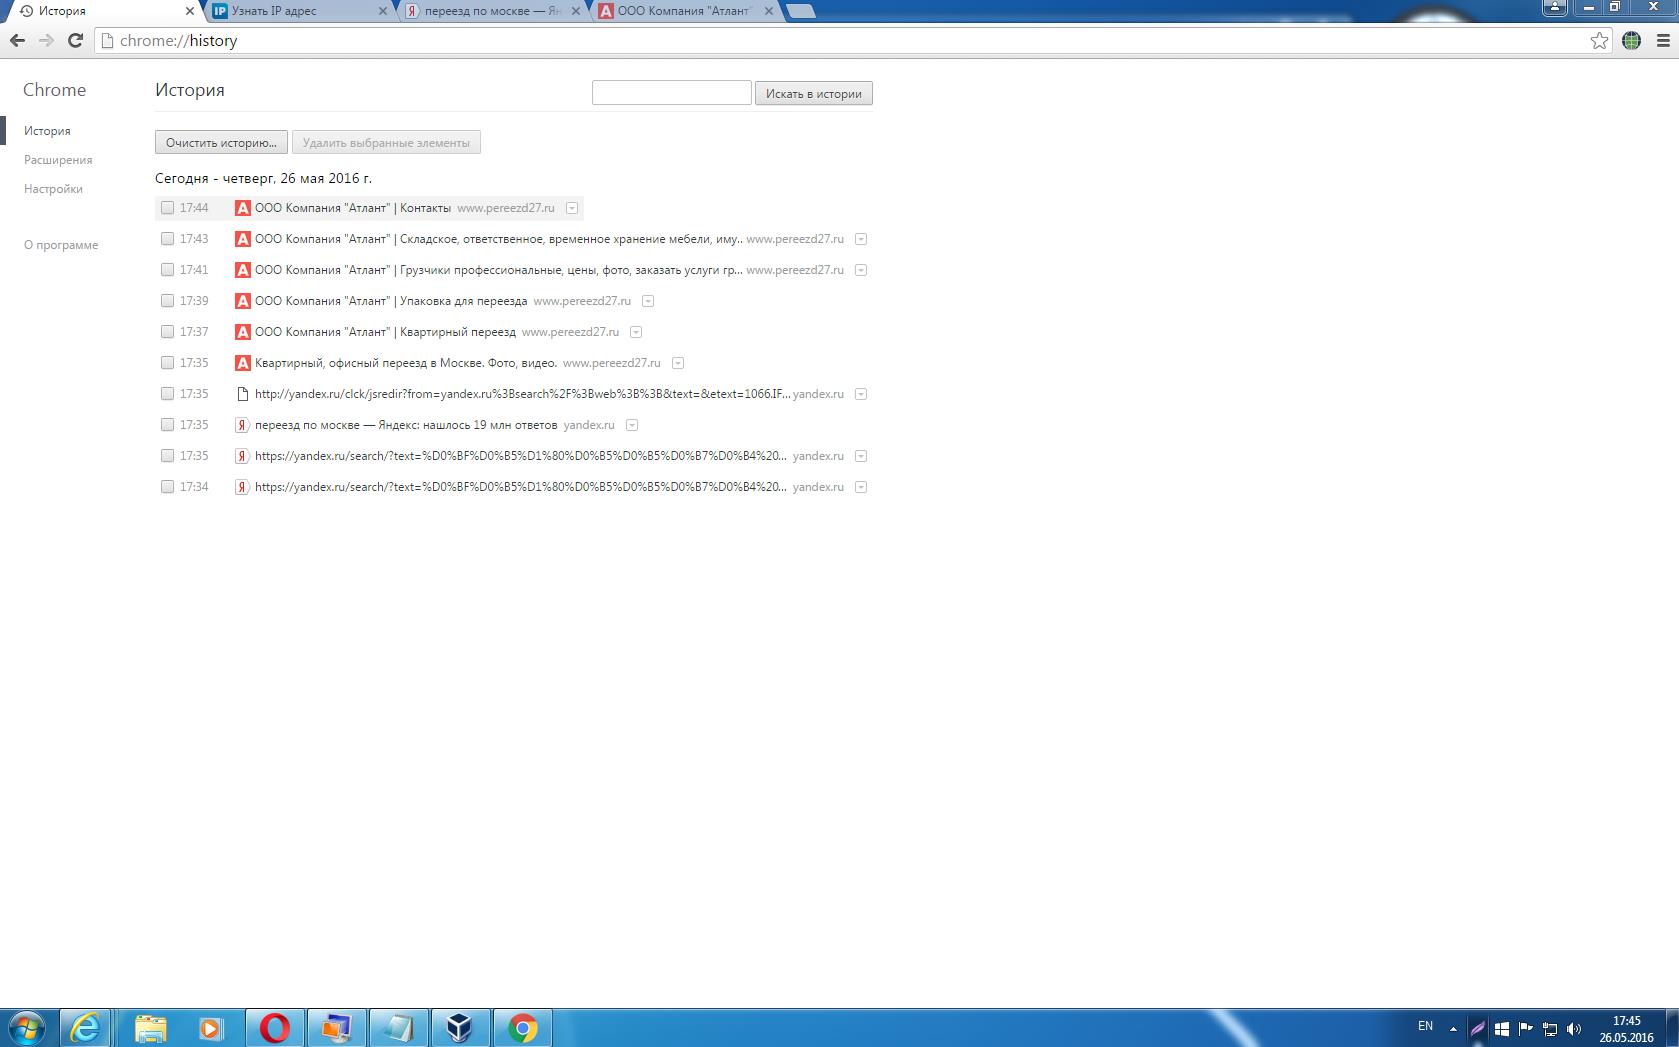 История
Узнать IP адрес
переезд по москве — Ян
ООО Компания "Атлант"
chrome://history
Chrome
История
Расширения
Настройки
О программе
История
Искать в истории
Очистить историю...
Удалить выбранные элементы
Сегодня - четверг, 26 мая 2016 г.
17:44 ООО Компания "Атлант" | Контакты www.pereezd27.ru
17:43 ООО Компания "Атлант" | Складское, ответственное, временное хранение мебели, иму.. www.pereezd27.ru
17:41 ООО Компания "Атлант" | Грузчики профессиональные, цены, фото, заказать услуги гр... www.pereezd27.ru
17:39 ООО Компания "Атлант" | Упаковка для переезда www.pereezd27.ru
17:37 ООО Компания "Атлант" | Квартирный переезд www.pereezd27.ru
17:35 Квартирный, офисный переезд в Москве. Фото, видео. www.pereezd27.ru
17:35 http://yandex.ru/clck/jsredir?from=yandex.ru%3Bsearch%2F%3Bweb%3B%3B&text=&etext=1066.IF... yandex.ru
17:35 переезд по москве — Яндекс: нашлось 19 млн ответов yandex.ru
17:35 https://yandex.ru/search/?text=%D0%BF%D0%B5%D1%80%D0%B5%D0%B5%D0%B7%D0%B4%20... yandex.ru
17:34 https://yandex.ru/search/?text=%D0%BF%D0%B5%D1%80%D0%B5%D0%B5%D0%B7%D0%B4%20... yandex.ru
EN
17:45
26.05.2016